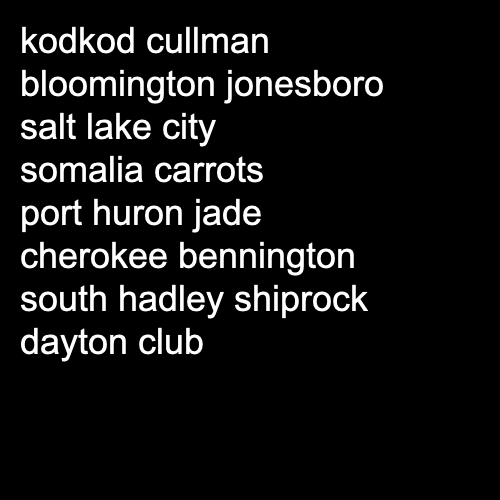 kodkod cullman
bloomington jonesboro
salt lake city
somalia carrots
port huron jade
cherokee bennington
south hadley shiprock
dayton club